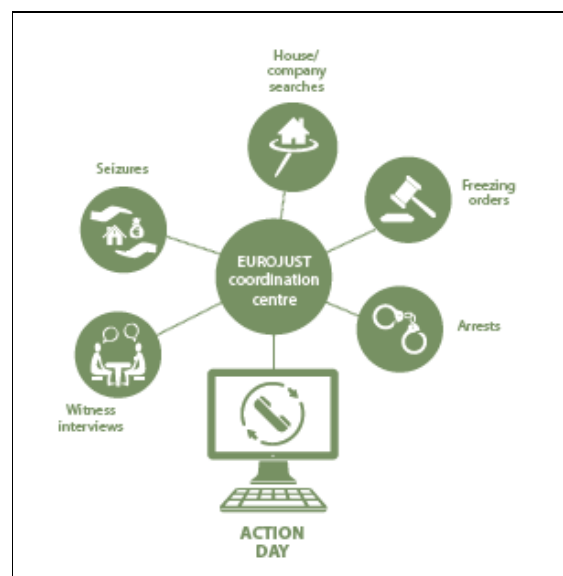 House/
company
searches
Seizures
Freezing
orders
EUROJUST
coordination
centre
Arrests
Witness
interviews
ACTION
DAY